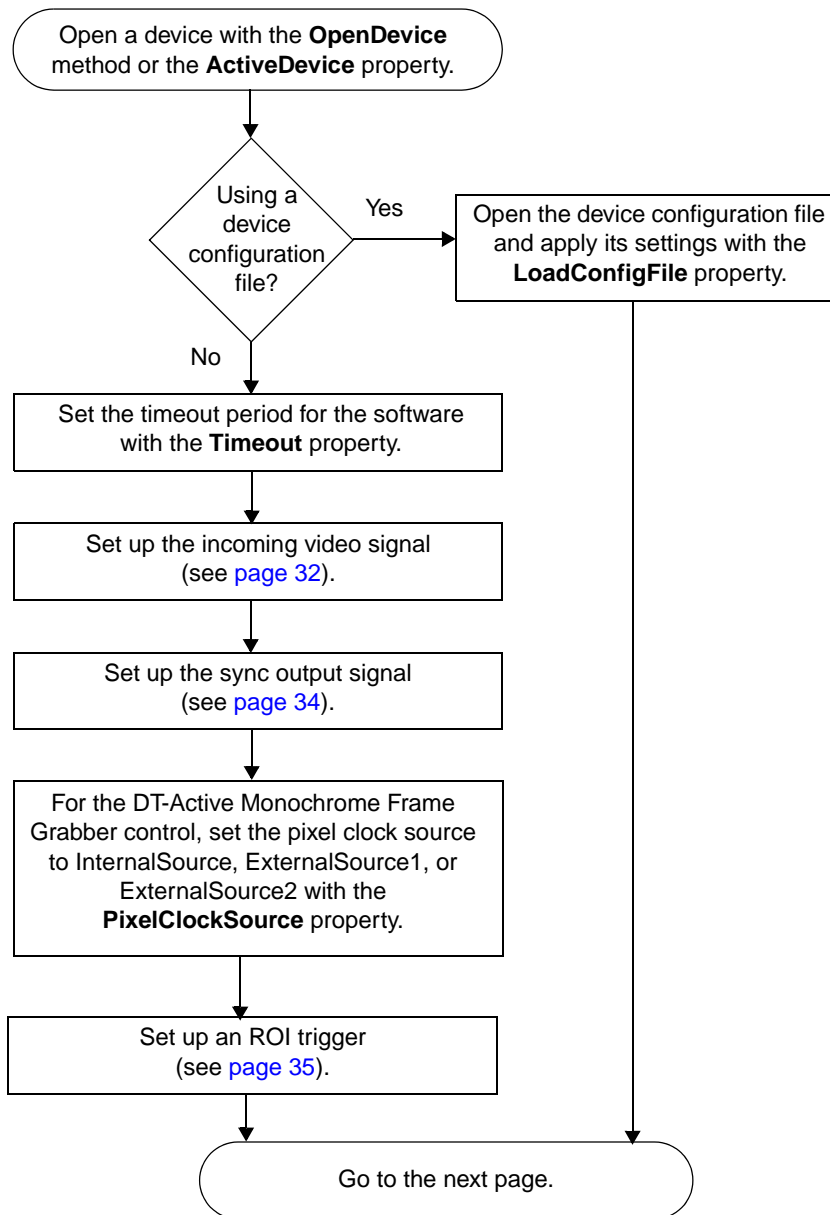 Open a device with the OpenDevice
method or the ActiveDevice property.
Using a
device
configuration
file?
Yes
Open the device configuration file
and apply its settings with the
LoadConfigFile property.
No
Set the timeout period for the software
with the Timeout property.
Set up the incoming video signal
(see page 32).
Set up the sync output signal
(see page 34).
For the DT-Active Monochrome Frame
Grabber control, set the pixel clock source
to InternalSource, ExternalSource1, or
ExternalSource2 with the
PixelClockSource property.
Set up an ROI trigger
(see page 35).
Go to the next page.